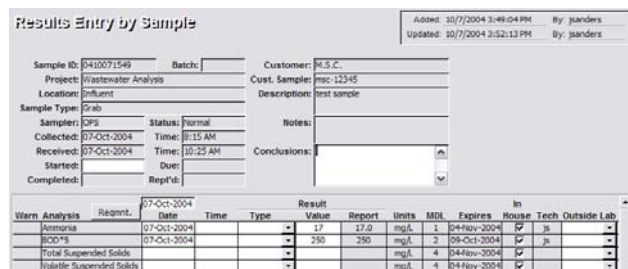 Results Entry by Sample
Added: 10/7/2004 3:49:04 PM By: jsanders
Updated: 10/7/2004 3:52:13 PM By: jsanders
Sample ID: 0410071549 Batch: Customer: M.S.C.
Project: Wastewater Analysis Cust. Sample: msc-12345
Location: Influent Description: test sample
Sample Type: Grab
Sampler: OPS Status: Normal Notes:
Collected: 07-Oct-2004 Time: 8:15 AM
Received: 07-Oct-2004 Time: 10:25 AM Conclusions:
Started: Due:
Completed: Rept'd:
07-Oct-2004 Result In
Warn Analysis Reqmnt. Date Time Type Value Report Units MDL Expires House Tech Outside Lab
Ammonia 07-Oct-2004 17 17.0 mg/L 1 04-Nov-2004 js
BOD*5 07-Oct-2004 250 250 mg/L 2 09-Oct-2004 js
Total Suspended Solids mg/L 4 04-Nov-2004
Volatile Suspended Solids mg/L 4 04-Nov-2004